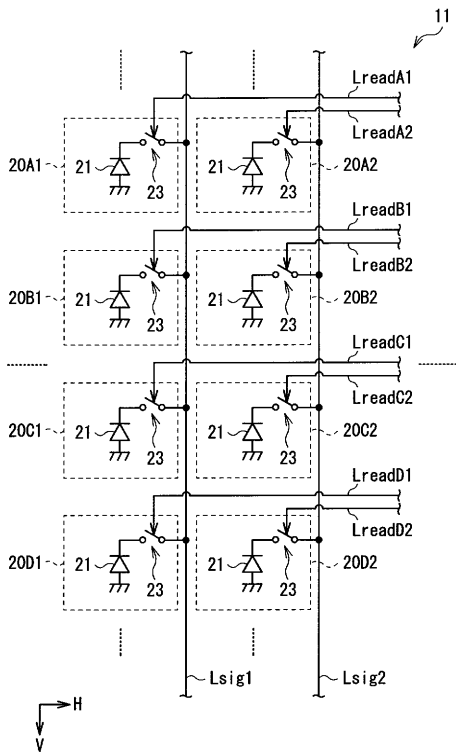 11
LreadA1
LreadA2
20A1
21
23
21
23
20A2
LreadB1
LreadB2
20B1
21
23
21
23
20B2
LreadC1
LreadC2
20C1
21
23
21
23
20C2
LreadD1
LreadD2
20D1
21
23
21
23
20D2
Lsig1
Lsig2
H
V